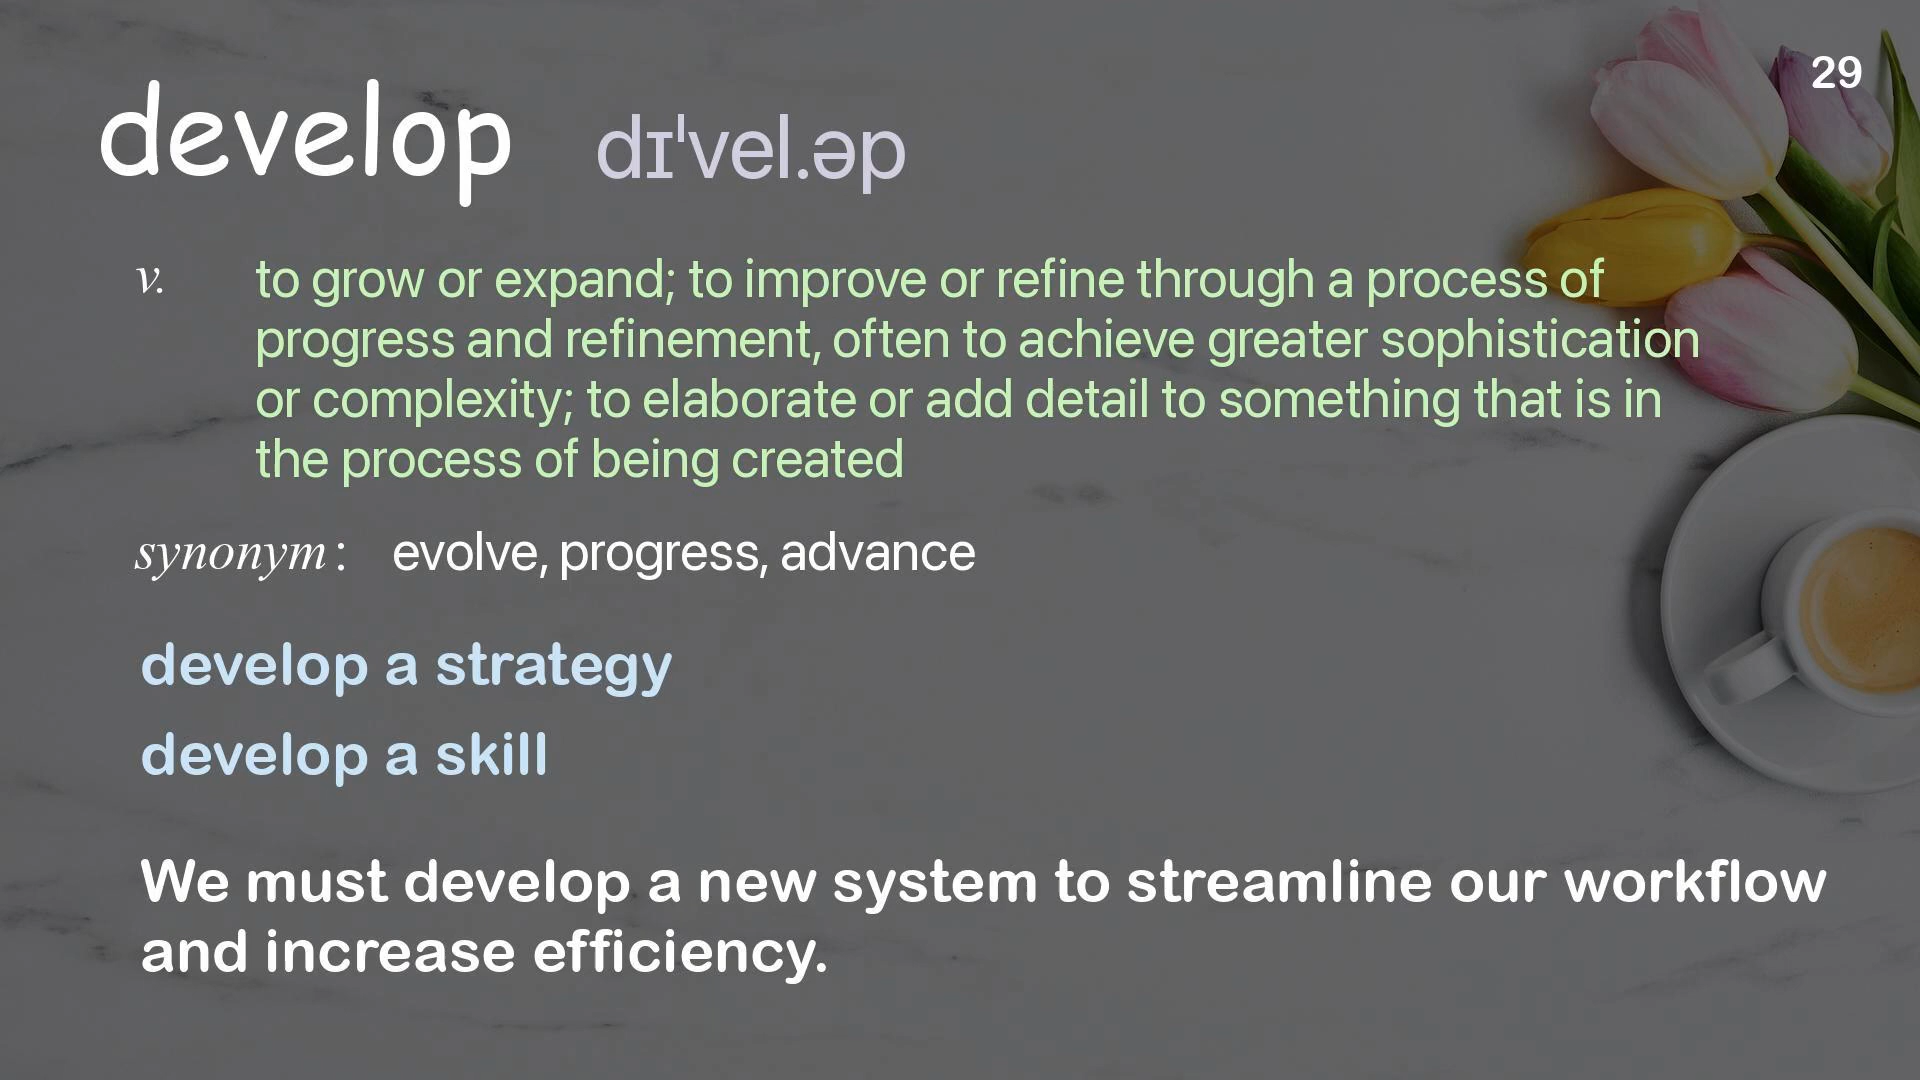 29
develop dɪˈvel.əp
v. to grow or expand; to improve or refine through a process of
progress and refinement, often to achieve greater sophistication
or complexity; to elaborate or add detail to something that is in
the process of being created
synonym: evolve, progress, advance
develop a strategy
develop a skill
We must develop a new system to streamline our workflow
and increase efficiency.